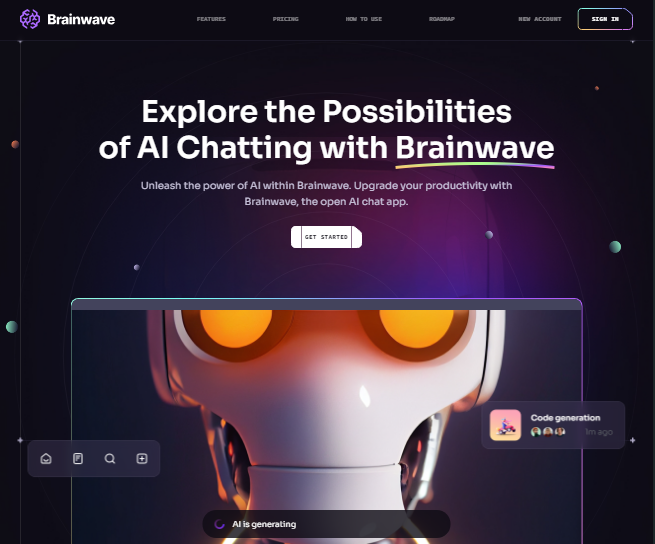 Brainwave
FEATURES
PRICING
HOW TO USE
ROADMAP
NEW ACCOUNT
SIGN IN
Explore the Possibilities
of AI Chatting with Brainwave
Unleash the power of AI within Brainwave. Upgrade your productivity with
Brainwave, the open AI chat app.
GET STARTED
Code generation
1m ago
AI is generating